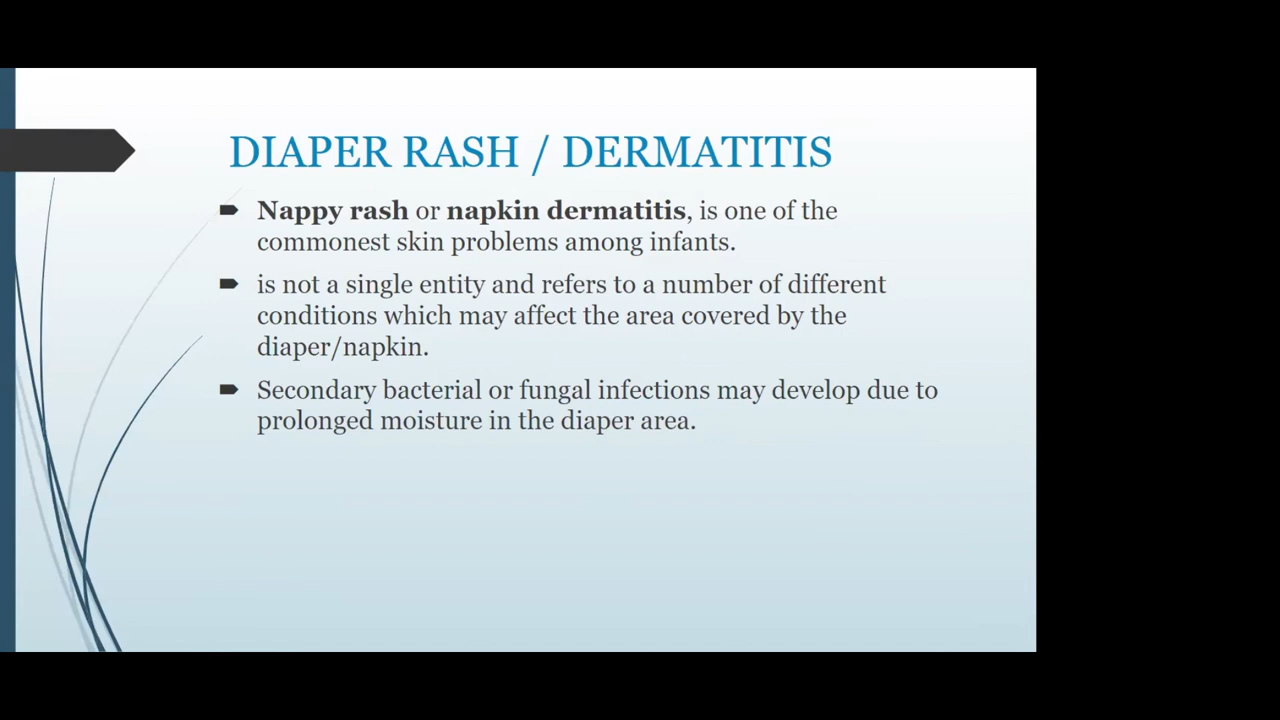 DIAPER RASH / DERMATITIS
Nappy rash or napkin dermatitis, is one of the
commonest skin problems among infants.
is not a single entity and refers to a number of different
conditions which may affect the area covered by the
diaper/napkin.
Secondary bacterial or fungal infections may develop due to
prolonged moisture in the diaper area.